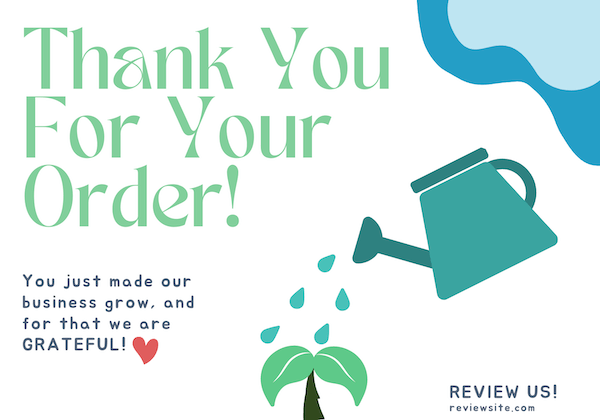 Thank You
For Your
Order!
You just made our
business grow, and
for that we are
GRATEFUL!
REVIEW US!
reviewsite.com